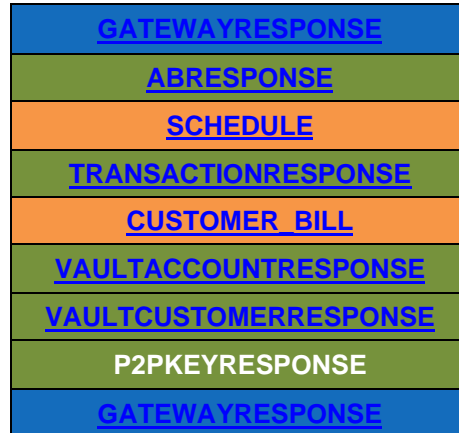 GATEWAYRESPONSE
ABRESPONSE
SCHEDULE
TRANSACTIONRESPONSE
CUSTOMER_BILL
VAULTACCOUNTRESPONSE
VAULTCUSTOMERRESPONSE
P2PKEYRESPONSE
GATEWAYRESPONSE